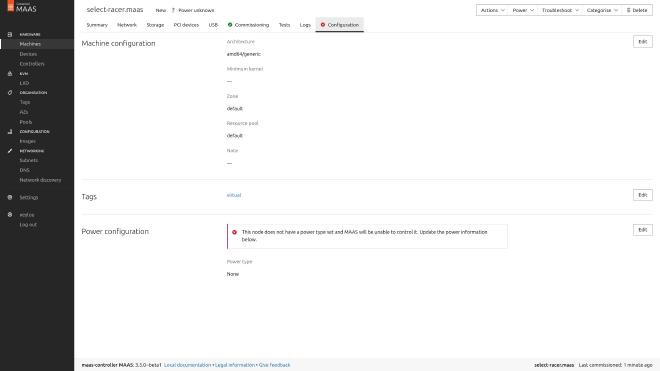 Canonical
MAAS
HARDWARE
Machines
Devices
Controllers
KVM
LXD
ORGANISATION
Tags
AZs
Pools
CONFIGURATION
Images
NETWORKING
Subnets
DNS
Network discovery
Settings
Log out
select-racer.maas New ? Power unknown
Actions Power Troubleshoot Categorise Delete
Summary Network Storage PCI devices USB Commissioning Tests Logs Configuration
Machine configuration
Edit
Architecture
amd64/generic
Minimum kernel
—
Zone
default
Resource pool
default
Note
—
Tags
virtual
Edit
Power configuration
Edit
This node does not have a power type set and MAAS will be unable to control it. Update the power information
below.
Power type
None
maas-controller MAAS: 3.5.0~beta1 Local documentation • Legal information • Give feedback
select-racer.maas Last commissioned: 1 minute ago